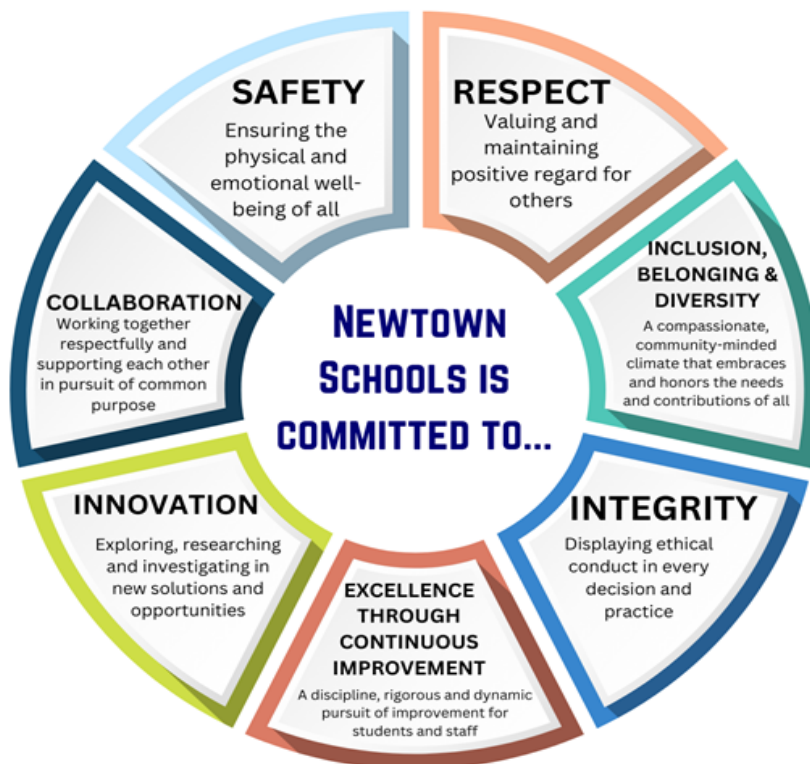 NEWTOWN
SCHOOLS IS
COMMITTED TO...
SAFETY
Ensuring the
physical and
emotional well-
being of all
RESPECT
Valuing and
maintaining
positive regard for
others
INCLUSION,
BELONGING &
DIVERSITY
A compassionate,
community-minded
climate that embraces
and honors the needs
and contributions of all
INTEGRITY
Displaying ethical
conduct in every
decision and
practice
EXCELLENCE
THROUGH
CONTINUOUS
IMPROVEMENT
A discipline, rigorous and dynamic
pursuit of improvement for
students and staff
INNOVATION
Exploring, researching
and investigating in
new solutions and
opportunities
COLLABORATION
Working together
respectfully and
supporting each other
in pursuit of common
purpose